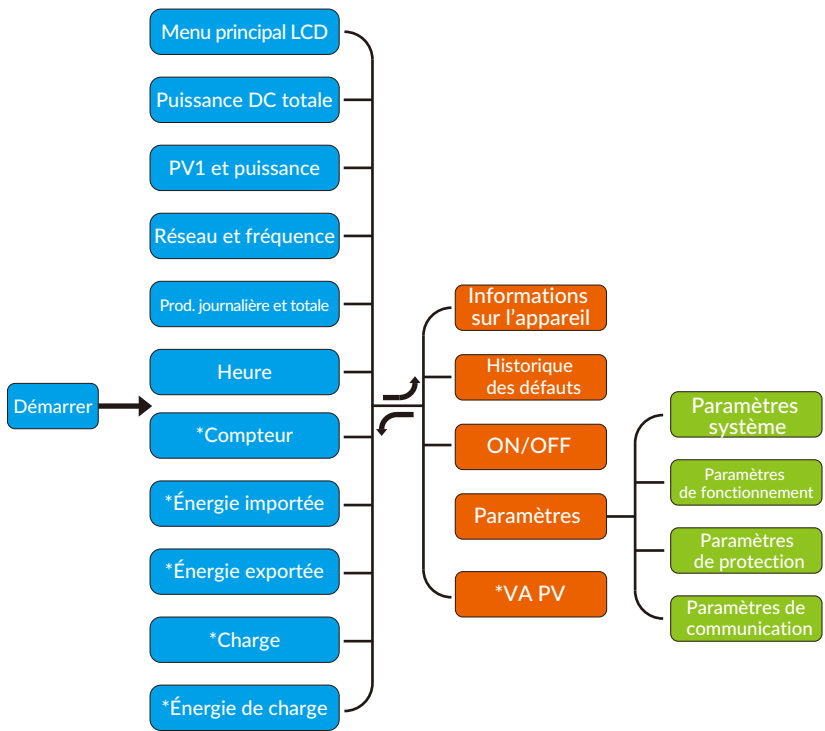 Démarrer
Menu principal LCD
Puissance DC totale
PV1 et puissance
Réseau et fréquence
Prod. journalière et totale
Heure
*Compteur
*Énergie importée
*Énergie exportée
*Charge
*Énergie de charge
Informations
sur l'appareil
Historique
des défauts
ON/OFF
Paramètres
*VA PV
Paramètres
système
Paramètres
de fonctionnement
Paramètres
de protection
Paramètres de
communication